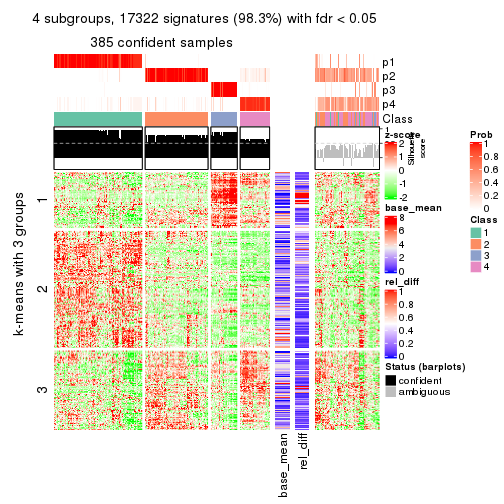 4 subgroups, 17322 signatures (98.3%) with fdr < 0.05
385 confident samples
p1
p2
p3
p4
Class
1
Silhouette
score
z-score
2
1
0
-1
-2
base_mean
8
6
4
2
0
rel_diff
1
0.8
0.6
0.4
0.2
0
Status (barplots)
confident
ambiguous
Prob
1
0.8
0.6
0.4
0.2
0
Class
1
2
3
4
k-means with 3 groups
1
2
3
base_mean
rel_diff